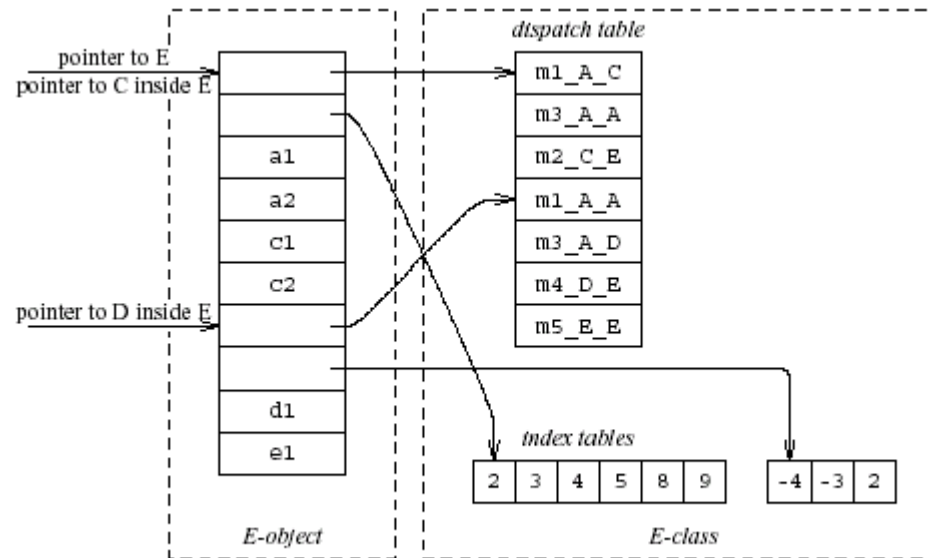 dispatch table
pointer to E
pointer to C inside E
m1_A_C
m3_A_A
a1
m2_C_E
a2
m1_A_A
c1
m3_A_D
c2
m4_D_E
pointer to D inside E
m5_E_E
d1
e1
index tables
2 3 4 5 8 9
-4 -3 2
E-object
E-class